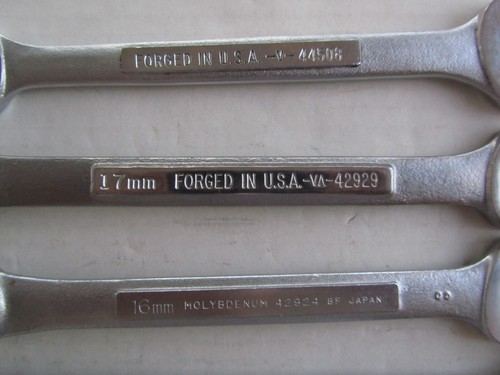 FORGED IN U.S.A.-V-44508
17mm FORGED IN U.S.A.-VA-42929
16mm MOLYBDENUM 42924 BF JAPAN